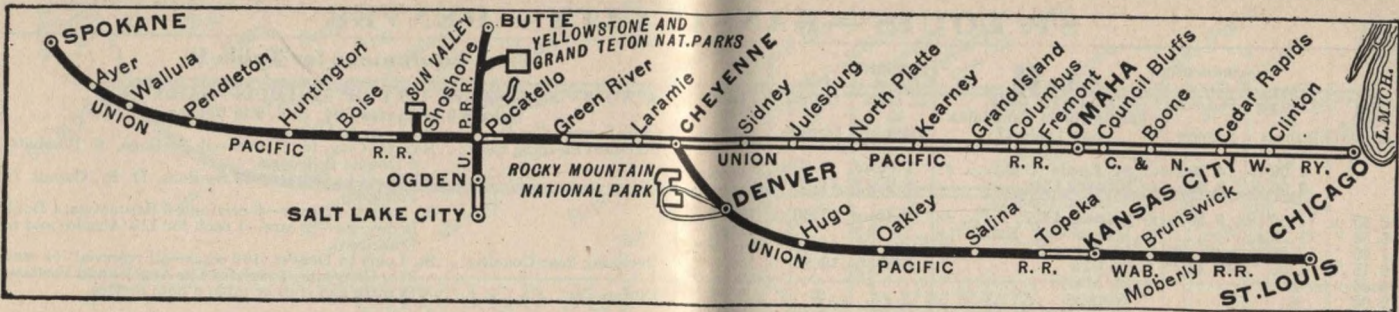 SPOKANE
Ayer
Wallula
Pendleton
Huntington
Boise
SUN VALLEY
Shoshone
BUTTE
YELLOWSTONE AND
GRAND TETON NAT. PARKS
Pocatello
Green River
Laramie
CHEYENNE
Sidney
Julesburg
North Platte
Kearney
Grand Island
Columbus
Fremont
OMAHA
Council Bluffs
Boone
Cedar Rapids
Clinton
L. MICH.
CHICAGO
UNION PACIFIC R. R.
U. P. R. R.
UNION PACIFIC R. R.
C. & N. W. RY.
OGDEN
SALT LAKE CITY
ROCKY MOUNTAIN
NATIONAL PARK
DENVER
Hugo
Oakley
Salina
Topeka
KANSAS CITY
Brunswick
Moberly
ST. LOUIS
UNION PACIFIC R. R.
WAB. R.R.